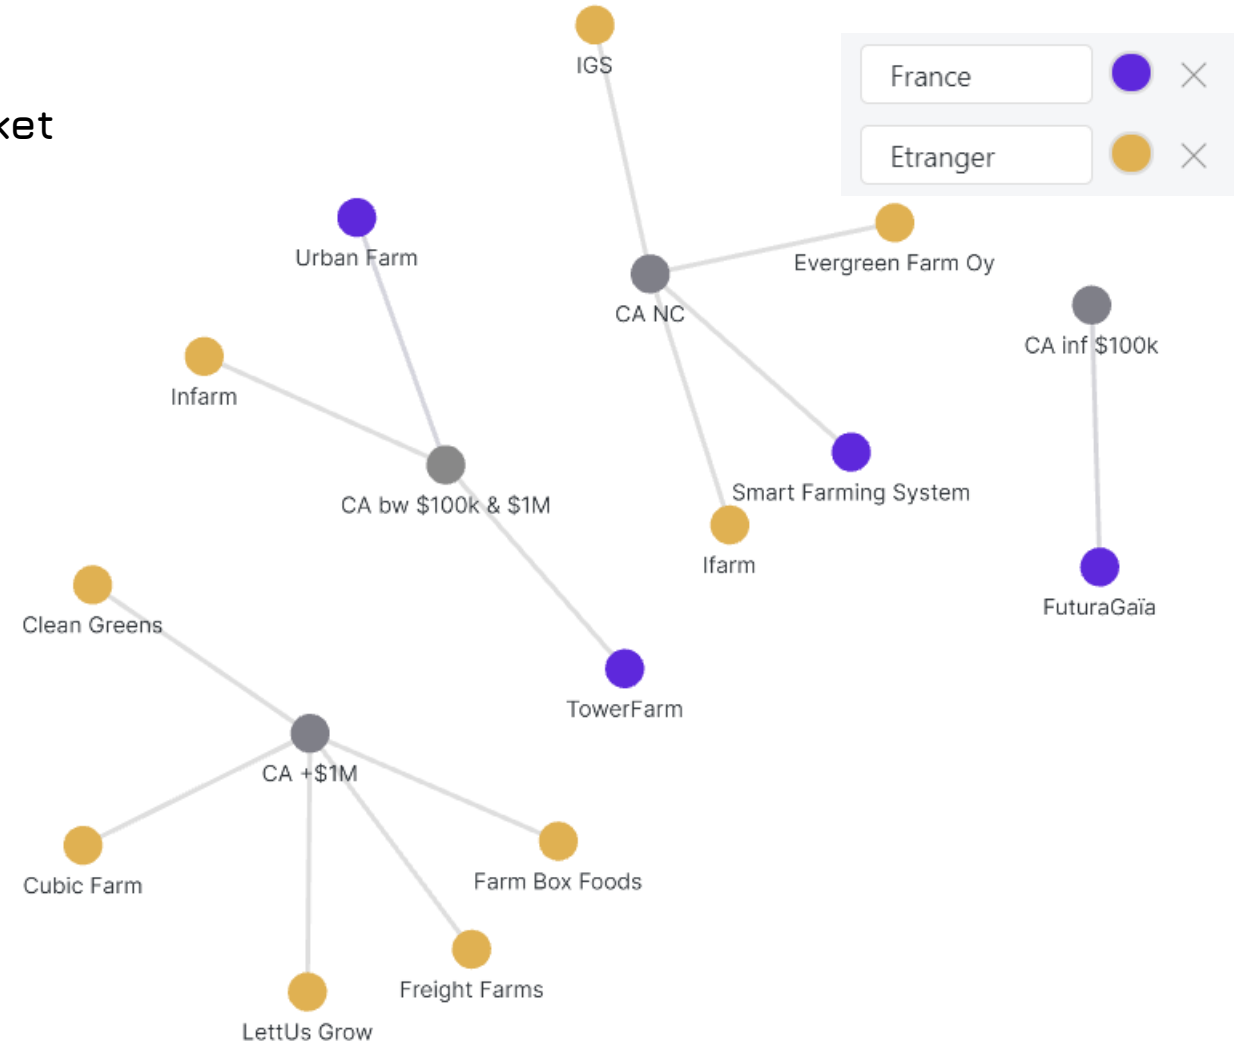 IGS
France
Etranger
Urban Farm
Evergreen Farm Oy
CA NC
CA inf $100k
Infarm
Smart Farming System
CA bw $100k & $1M
Ifarm
FuturaGaïa
Clean Greens
TowerFarm
CA +$1M
Cubic Farm
Farm Box Foods
Freight Farms
LettUs Grow